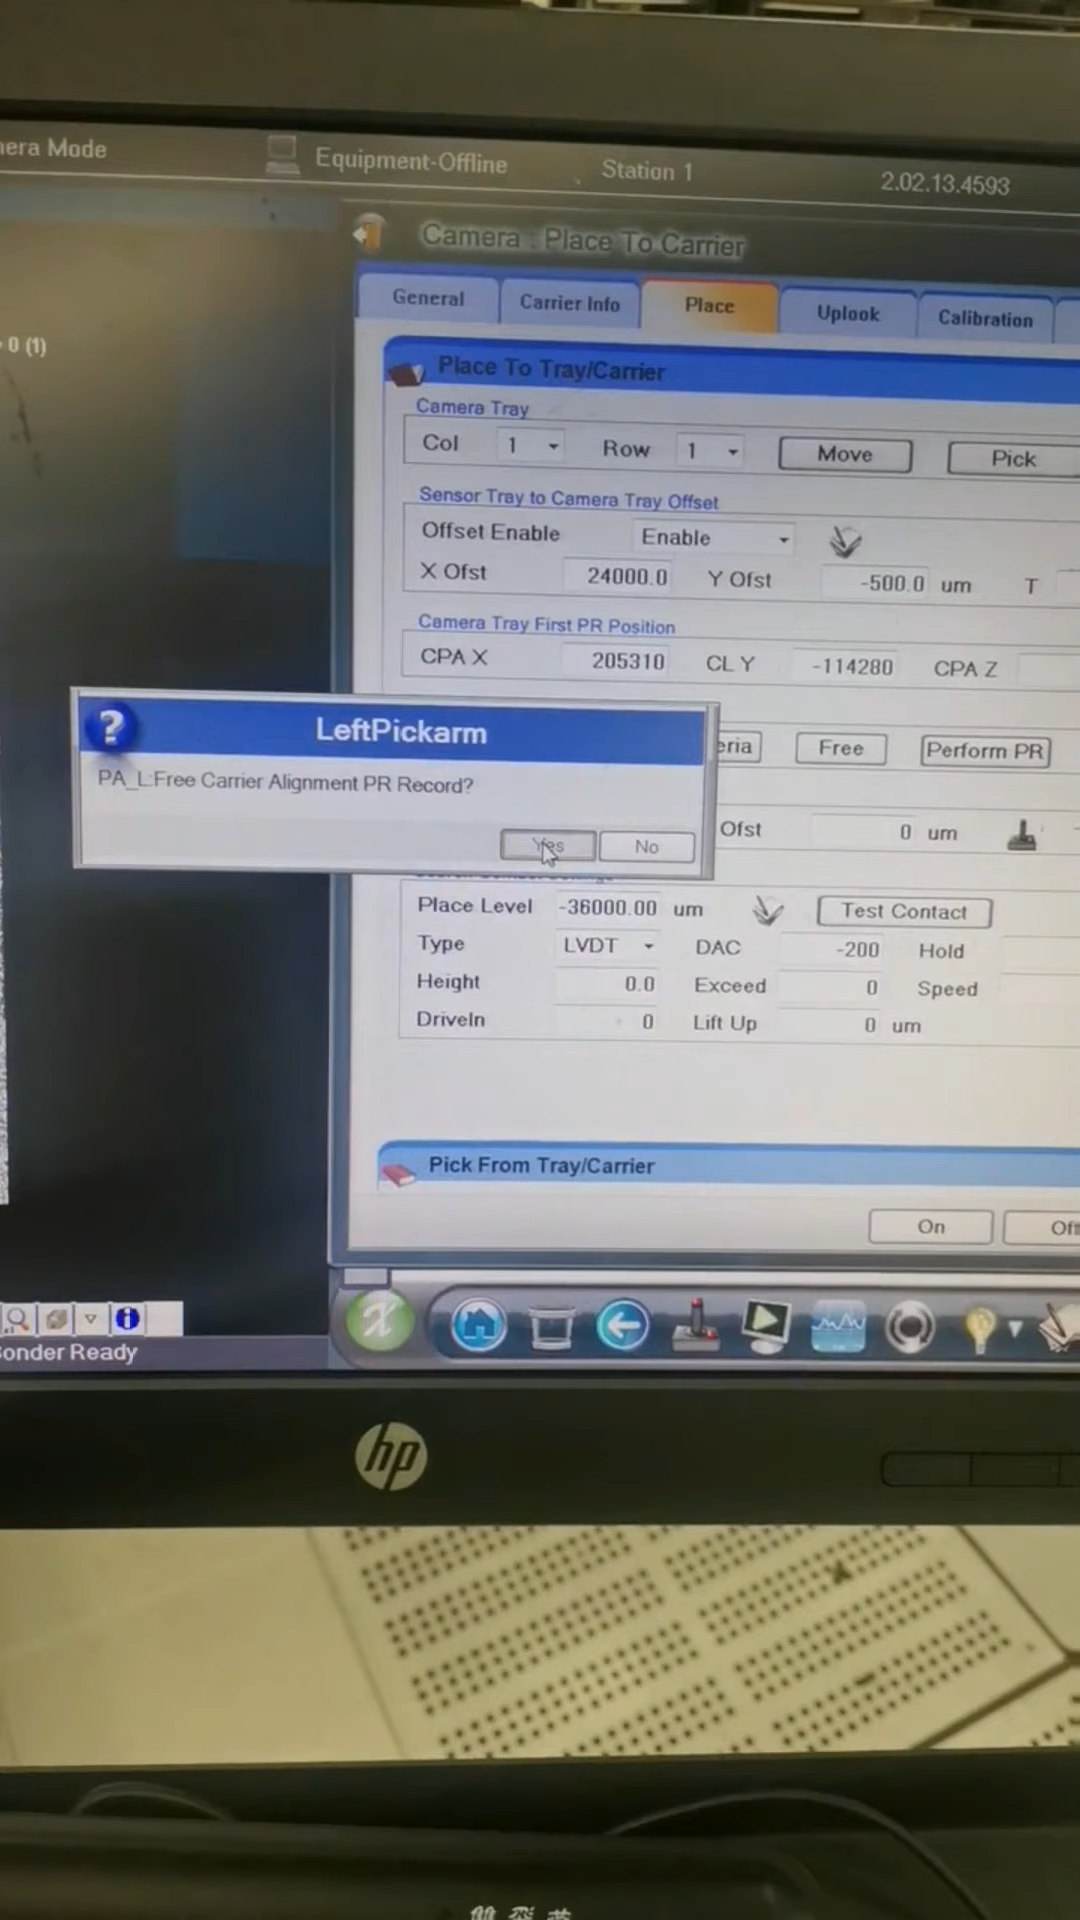 era Mode
Equipment-Offline
Station 1
2.02.13.4593
Camera : Place To Carrier
General
Carrier Info
Place
Uplook
Calibration
0 (1)
Place To Tray/Carrier
Camera Tray
Col 1 Row 1 Move Pick
Sensor Tray to Camera Tray Offset
Offset Enable Enable
X Ofst 24000.0 Y Ofst -500.0 um T
Camera Tray First PR Position
CPA X 205310 CL Y -114280 CPA Z
LeftPickarm
eria Free Perform PR
PA_L:Free Carrier Alignment PR Record?
Ofst 0 um
Yes No
Place Level -36000.00 um Test Contact
Type LVDT DAC -200 Hold
Height 0.0 Exceed 0 Speed
DriveIn 0 Lift Up 0 um
Pick From Tray/Carrier
On
onder Ready
hp